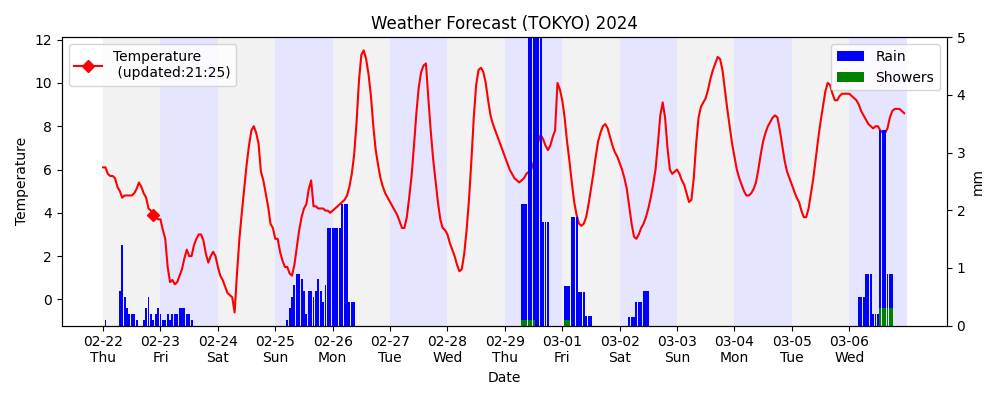 Weather Forecast (TOKYO) 2024
Temperature
(updated:21:25)
Rain
Showers
Temperature
12
10
8
6
4
2
0
5
4
3
2
1
0
mm
02-22 02-23 02-24 02-25 02-26 02-27 02-28 02-29 03-01 03-02 03-03 03-04 03-05 03-06
Thu Fri Sat Sun Mon Tue Wed Thu Fri Sat Sun Mon Tue Wed
Date